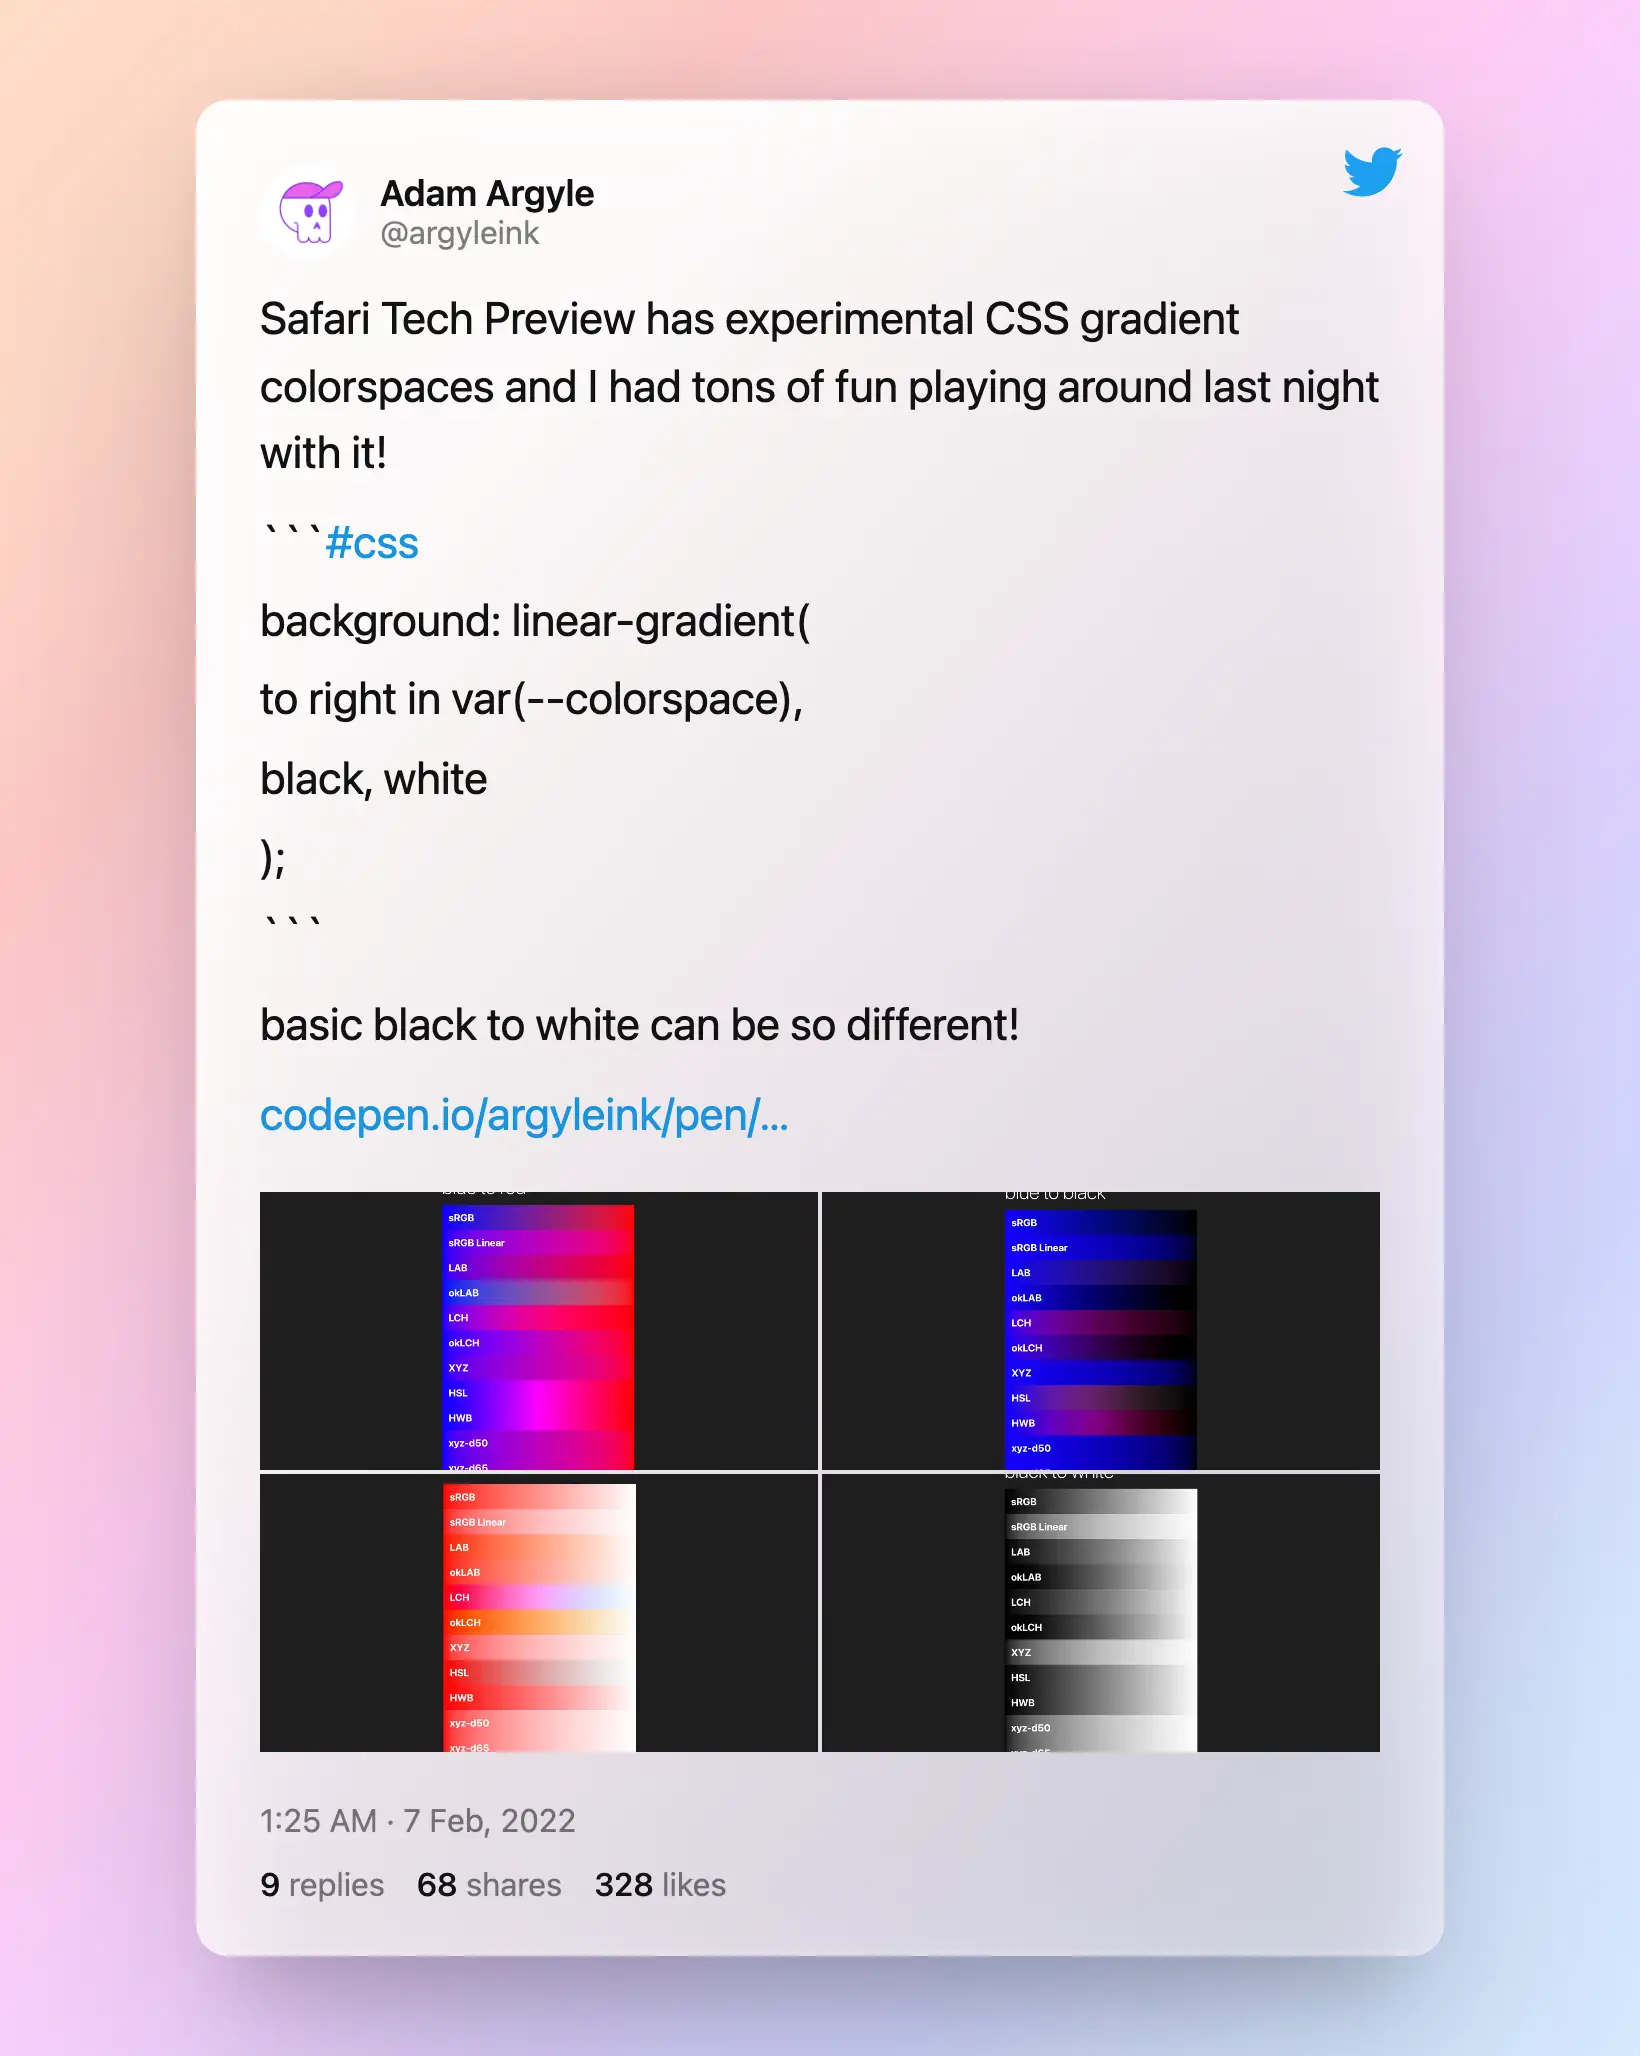 Adam Argyle
@argyleink
Safari Tech Preview has experimental CSS gradient
colorspaces and I had tons of fun playing around last night
with it!
```#css
background: linear-gradient(
to right in var(--colorspace),
black, white
);
```
basic black to white can be so different!
codepen.io/argyleink/pen/...
blue to red
sRGB
sRGB Linear
LAB
okLAB
LCH
okLCH
XYZ
HSL
HWB
xyz-d50
xyz-d65
blue to black
sRGB
sRGB Linear
LAB
okLAB
LCH
okLCH
XYZ
HSL
HWB
xyz-d50
sRGB
sRGB Linear
LAB
okLAB
LCH
okLCH
XYZ
HSL
HWB
xyz-d50
xyz-d65
black to white
sRGB
sRGB Linear
LAB
okLAB
LCH
okLCH
XYZ
HSL
HWB
xyz-d50
xyz-d65
1:25 AM · 7 Feb, 2022
9 replies 68 shares 328 likes